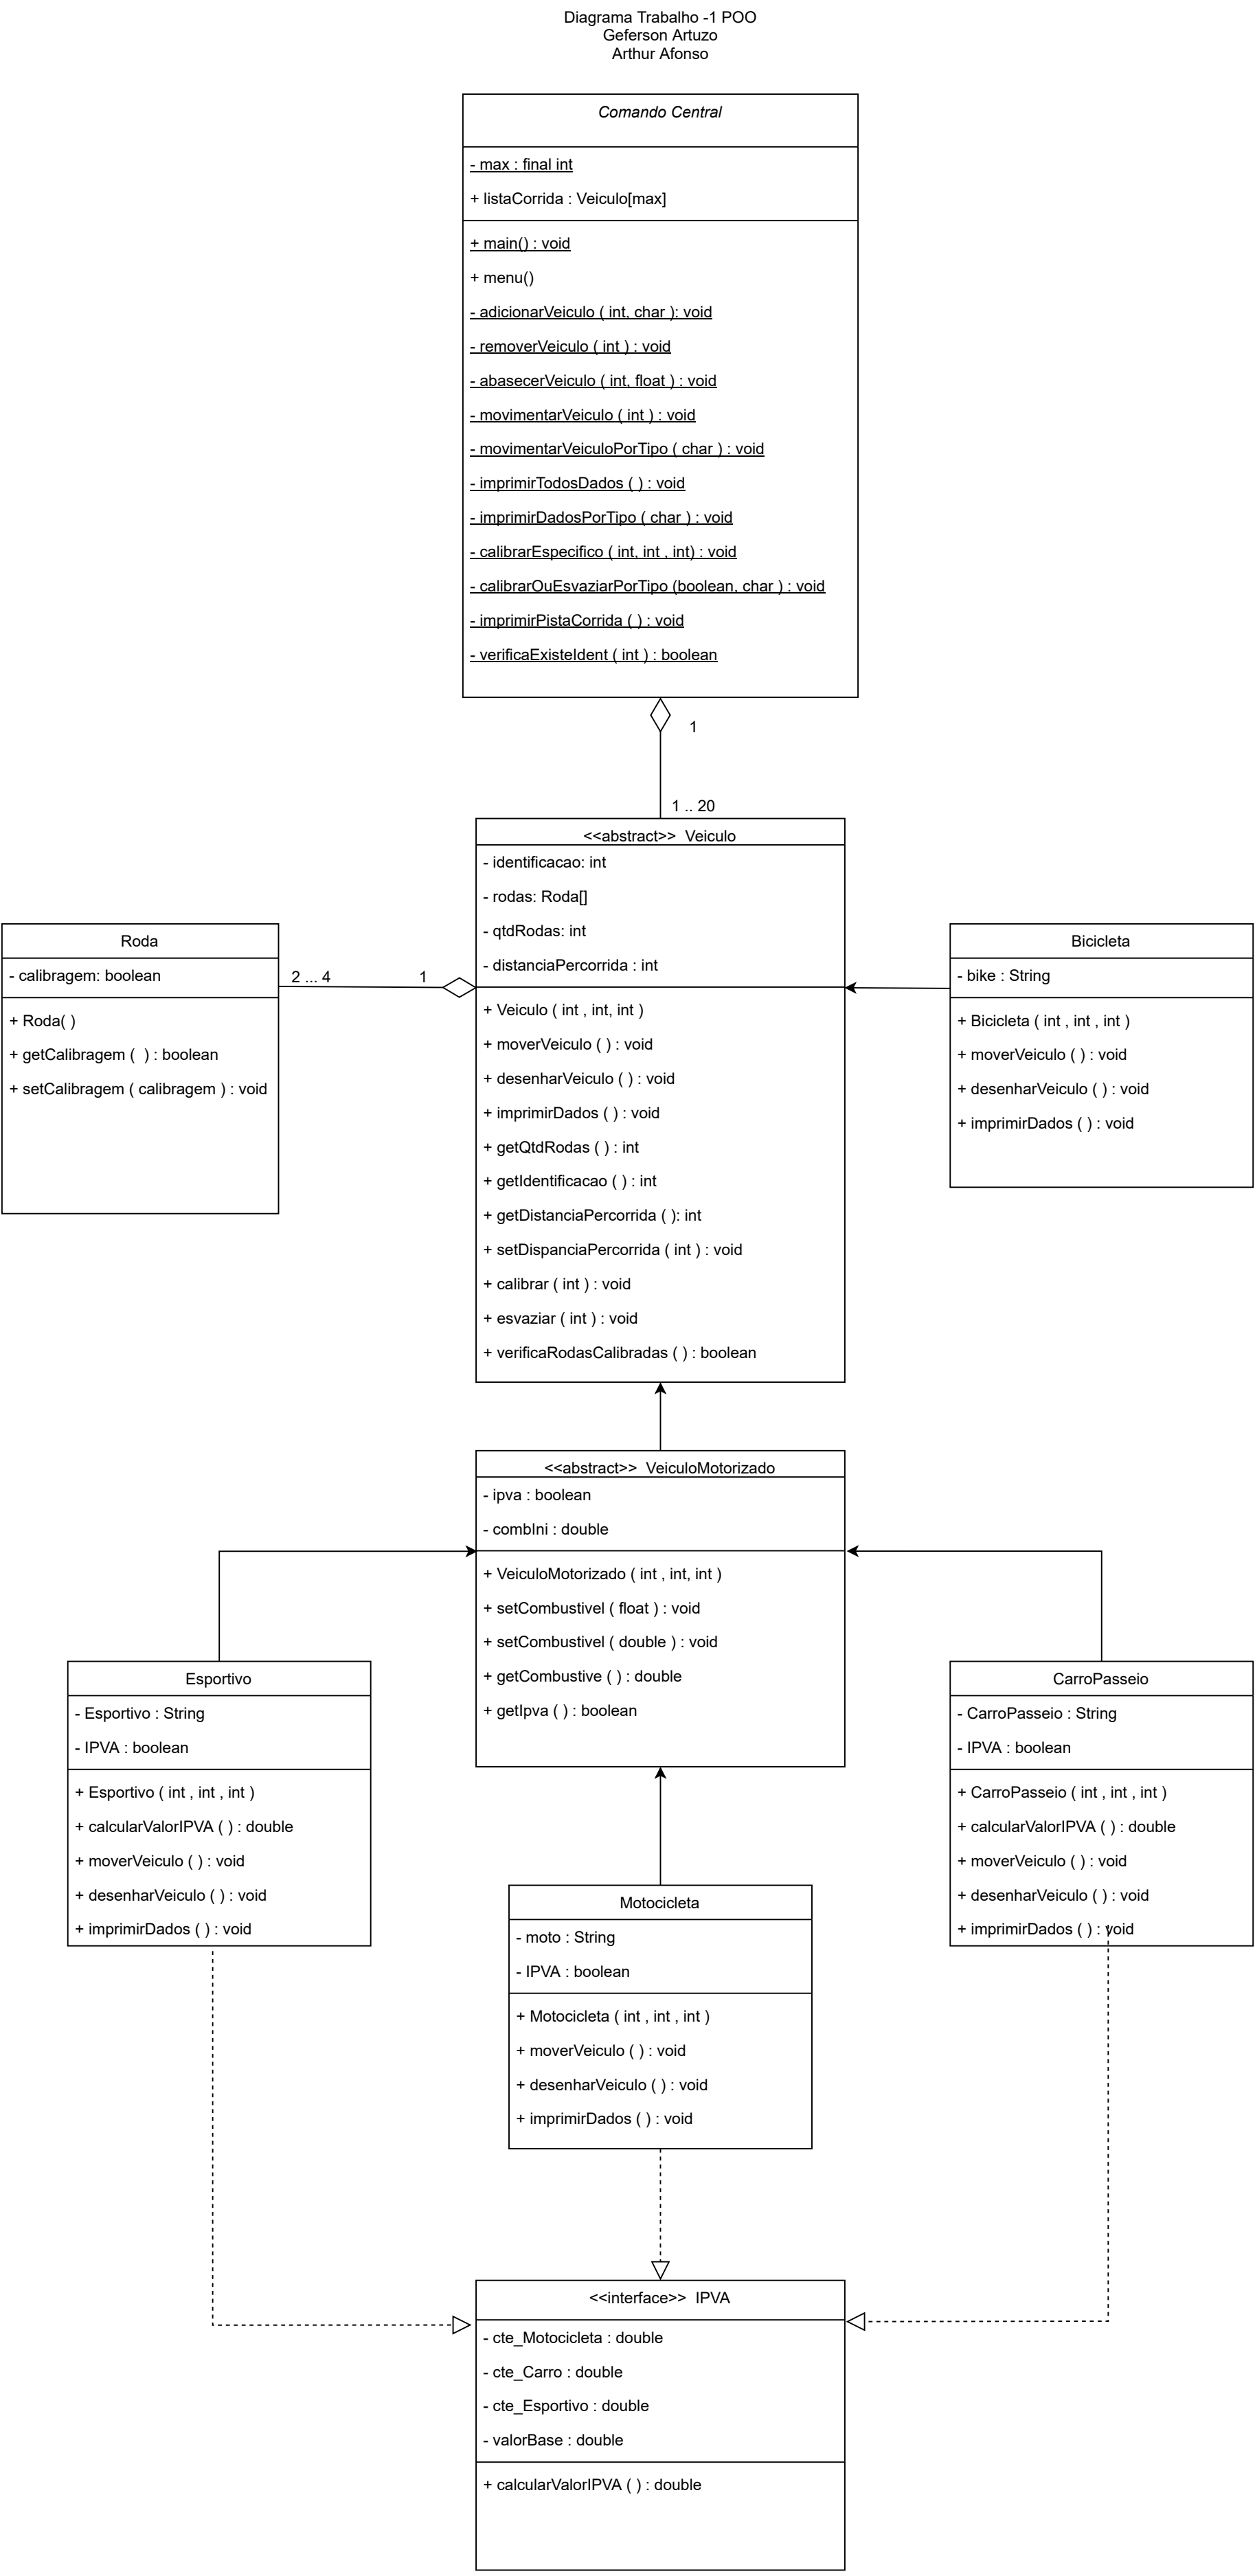 Diagrama Trabalho -1 POO
Geferson Artuzo
Arthur Afonso
Comando Central
- max : final int
+ listaCorrida : Veiculo[max]
+ main() : void
+ menu()
- adicionarVeiculo ( int, char ): void
- removerVeiculo ( int ) : void
- abasecerVeiculo ( int, float ) : void
- movimentarVeiculo ( int ) : void
- movimentarVeiculoPorTipo ( char ) : void
- imprimirTodosDados ( ) : void
- imprimirDadosPorTipo ( char ) : void
- calibrarEspecifico ( int, int , int) : void
- calibrarOuEsvaziarPorTipo (boolean, char ) : void
- imprimirPistaCorrida ( ) : void
- verificaExisteIdent ( int ) : boolean
1
1 .. 20
<<abstract>> Veiculo
- identificacao: int
- rodas: Roda[]
- qtdRodas: int
- distanciaPercorrida : int
+ Veiculo ( int , int, int )
+ moverVeiculo ( ) : void
+ desenharVeiculo ( ) : void
+ imprimirDados ( ) : void
+ getQtdRodas ( ) : int
+ getIdentificacao ( ) : int
+ getDistanciaPercorrida ( ): int
+ setDispanciaPercorrida ( int ) : void
+ calibrar ( int ) : void
+ esvaziar ( int ) : void
+ verificaRodasCalibradas ( ) : boolean
Roda
- calibragem: boolean
+ Roda( )
+ getCalibragem ( ) : boolean
+ setCalibragem ( calibragem ) : void
2 ... 4
1
Bicicleta
- bike : String
+ Bicicleta ( int , int , int )
+ moverVeiculo ( ) : void
+ desenharVeiculo ( ) : void
+ imprimirDados ( ) : void
<<abstract>> VeiculoMotorizado
- ipva : boolean
- combIni : double
+ VeiculoMotorizado ( int , int, int )
+ setCombustivel ( float ) : void
+ setCombustivel ( double ) : void
+ getCombustive ( ) : double
+ getIpva ( ) : boolean
Esportivo
- Esportivo : String
- IPVA : boolean
+ Esportivo ( int , int , int )
+ calcularValorIPVA ( ) : double
+ moverVeiculo ( ) : void
+ desenharVeiculo ( ) : void
+ imprimirDados ( ) : void
CarroPasseio
- CarroPasseio : String
- IPVA : boolean
+ CarroPasseio ( int , int , int )
+ calcularValorIPVA ( ) : double
+ moverVeiculo ( ) : void
+ desenharVeiculo ( ) : void
+ imprimirDados ( ) : void
Motocicleta
- moto : String
- IPVA : boolean
+ Motocicleta ( int , int , int )
+ moverVeiculo ( ) : void
+ desenharVeiculo ( ) : void
+ imprimirDados ( ) : void
<<interface>> IPVA
- cte_Motocicleta : double
- cte_Carro : double
- cte_Esportivo : double
- valorBase : double
+ calcularValorIPVA ( ) : double